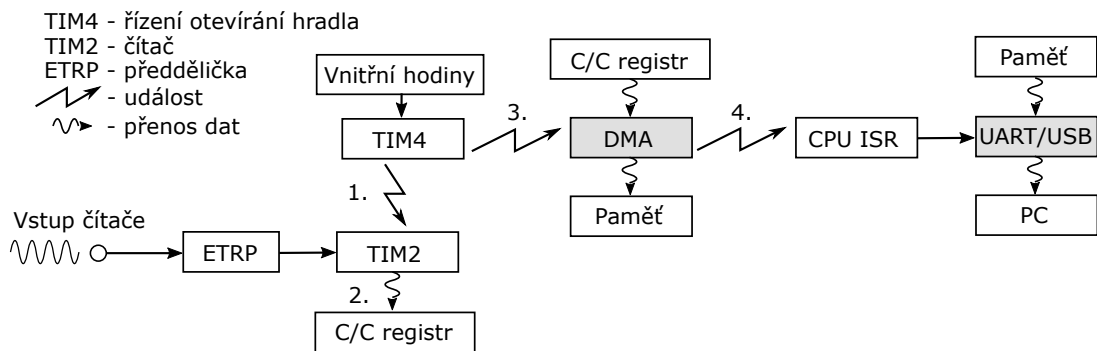 TIM4 - řízení otevírání hradla
TIM2 - čítač
ETRP - předdělička
- událost
- přenos dat
Vnitřní hodiny
C/C registr
Paměť
TIM4
3.
DMA
4.
CPU ISR
UART/USB
1.
Paměť
PC
Vstup čítače
ETRP
TIM2
2.
C/C registr